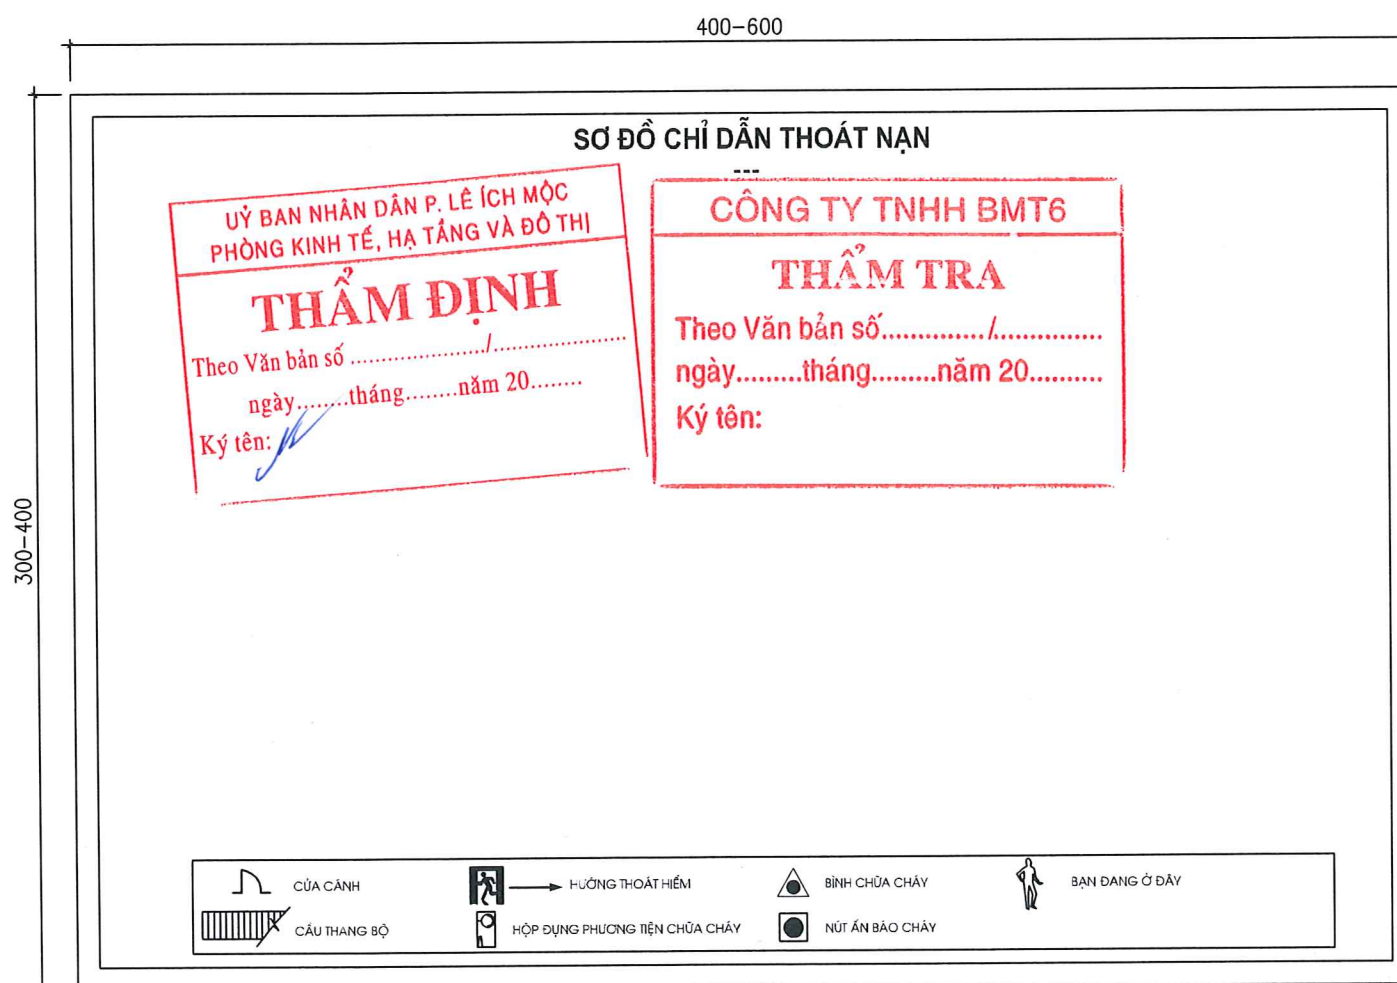 400-600
300-400
SƠ ĐỒ CHỈ DẪN THOÁT NẠN
---
UỶ BAN NHÂN DÂN P. LÊ ÍCH MỘC
PHÒNG KINH TẾ, HẠ TẦNG VÀ ĐÔ THỊ
THẨM ĐỊNH
Theo Văn bản số ....................../......................
ngày.........tháng.........năm 20.........
Ký tên:
CÔNG TY TNHH BMT6
THẨM TRA
Theo Văn bản số............../..............
ngày.........tháng.........năm 20..........
Ký tên:
CỬA CÁNH
HƯỚNG THOÁT HIỂM
BÌNH CHỮA CHÁY
BẠN ĐANG Ở ĐÂY
CẦU THANG BỘ
HỘP ĐỤNG PHƯƠNG TIỆN CHỮA CHÁY
NÚT ẤN BÁO CHÁY